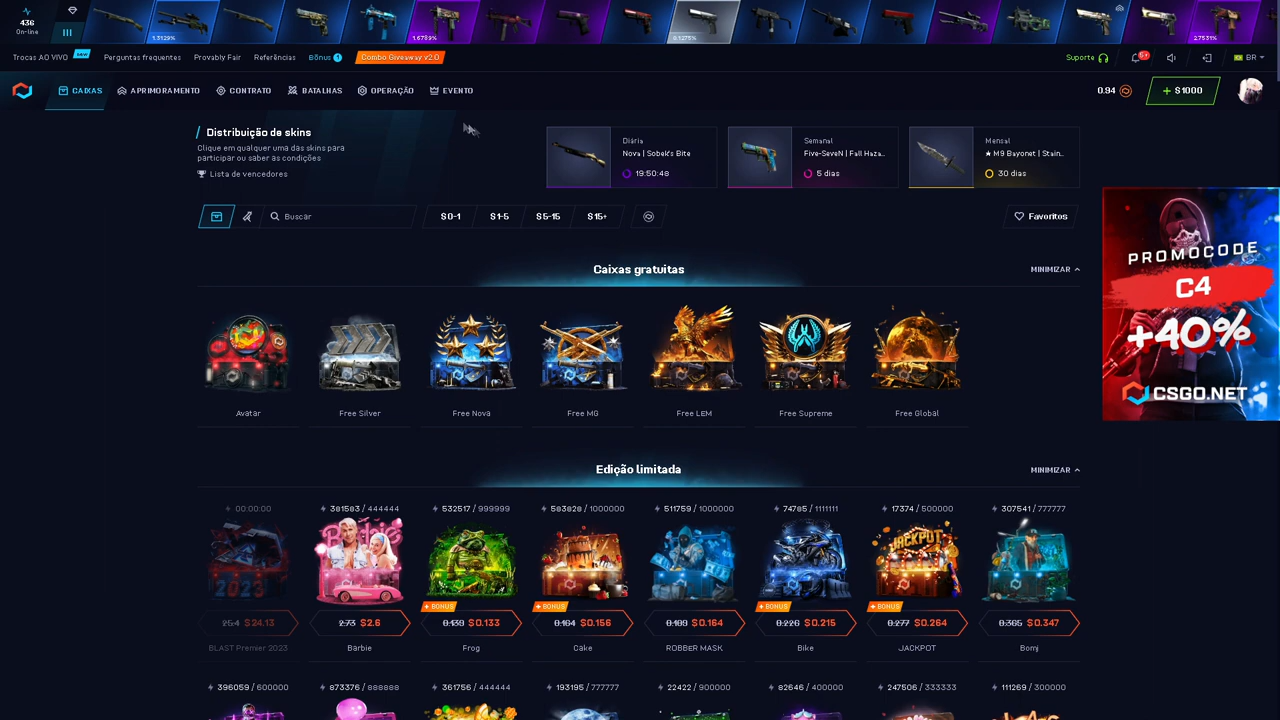 436
On-line
1.3129%
1.6789%
0.1275%
2.7531%
Trocas AO VIVO
Perguntas frequentes
Provably Fair
Referências
Bônus
Combo Giveaway v2.0
Suporte
5+
BR
CAIXAS
APRIMORAMENTO
CONTRATO
BATALHAS
OPERAÇÃO
EVENTO
0.94
+ $1000
Distribuição de skins
Clique em qualquer uma das skins para
participar ou saber as condições
Lista de vencedores
Diária
Nova | Sobek's Bite
19:50:48
Semanal
Five-SeveN | Fall Haza...
5 dias
Mensal
★ M9 Bayonet | Stain...
30 dias
Buscar
$0-1
$1-5
$5-15
$15+
Favoritos
Caixas gratuitas
MINIMIZAR
Avatar
Free Silver
Free Nova
Free MG
Free LEM
Free Supreme
Free Global
PROMOCODE
C4
+40%
CSGO.NET
Edição limitada
MINIMIZAR
00:00:00
381583 / 444444
532517 / 999999
583828 / 1000000
511759 / 1000000
74785 / 1111111
17374 / 500000
307541 / 777777
2023
Barbie
JACKPOT
+ BONUS
+ BONUS
+ BONUS
+ BONUS
25.4 $24.13
2.73 $2.6
0.139 $0.133
0.164 $0.156
0.189 $0.164
0.226 $0.215
0.277 $0.264
0.365 $0.347
BLAST Premier 2023
Barbie
Frog
Cake
ROBBER MASK
Bike
JACKPOT
Bomj
396059 / 600000
873376 / 888888
361756 / 444444
193195 / 777777
22422 / 900000
82646 / 400000
247506 / 333333
111269 / 300000